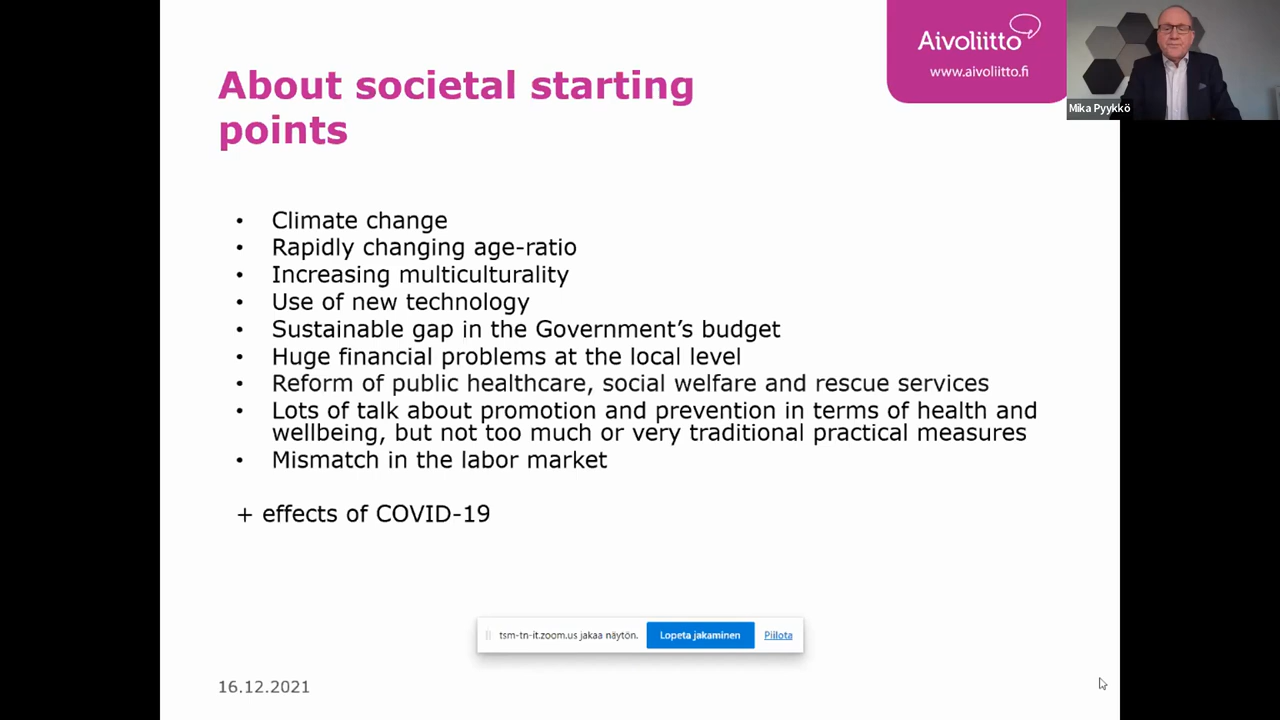 Aivoliitto
www.aivoliitto.fi
Mika Pyykkö
About societal starting
points
• Climate change
• Rapidly changing age-ratio
• Increasing multiculturality
• Use of new technology
• Sustainable gap in the Government’s budget
• Huge financial problems at the local level
• Reform of public healthcare, social welfare and rescue services
• Lots of talk about promotion and prevention in terms of health and
wellbeing, but not too much or very traditional practical measures
• Mismatch in the labor market
+ effects of COVID-19
tsm-tn-it.zoom.us jakaa näytön. Lopeta jakaminen Piilota
16.12.2021